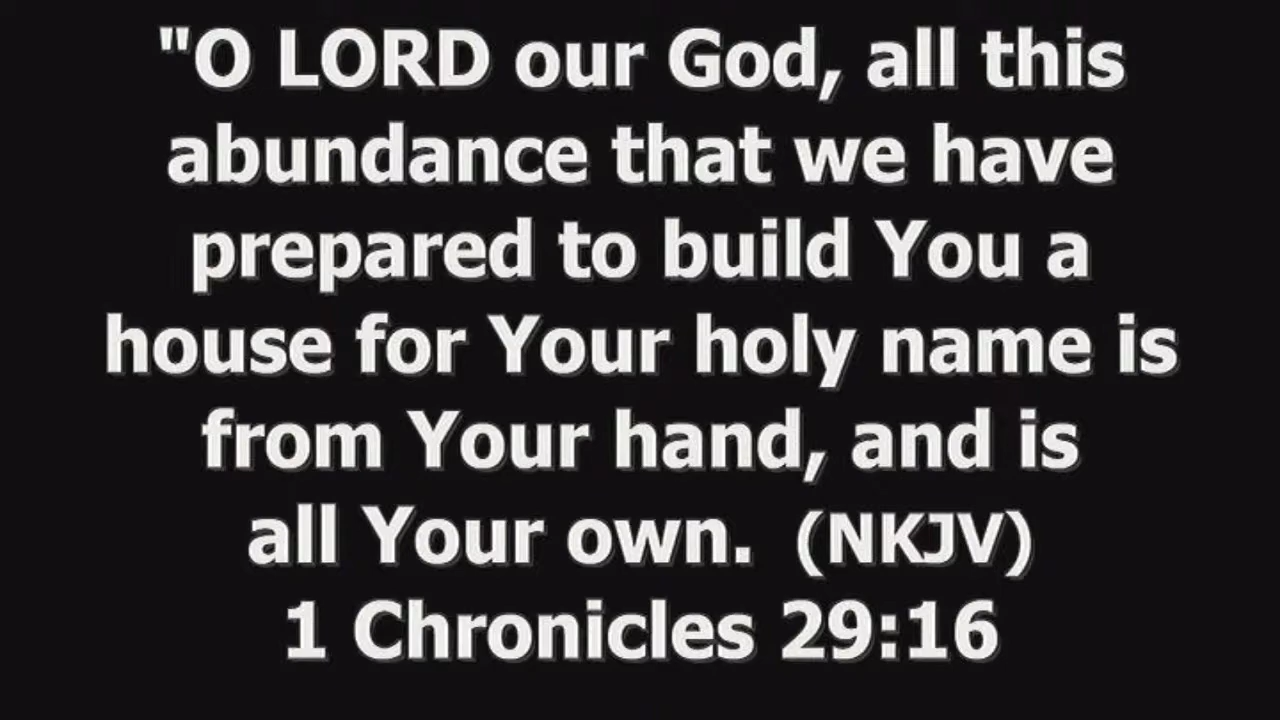 "O LORD our God, all this
abundance that we have
prepared to build You a
house for Your holy name is
from Your hand, and is
all Your own.  (NKJV)
1 Chronicles 29:16